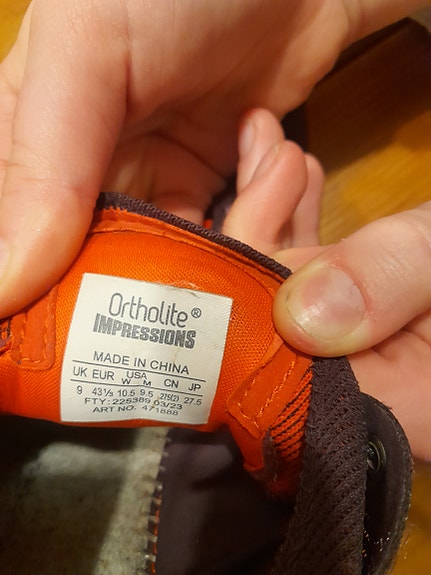 Ortholite®
IMPRESSIONS
MADE IN CHINA
UK EUR USA W M CN JP
9 43⅓ 10.5 9.5 275(2) 27.5
FTY: 225389 03/23
ART NO. 471888